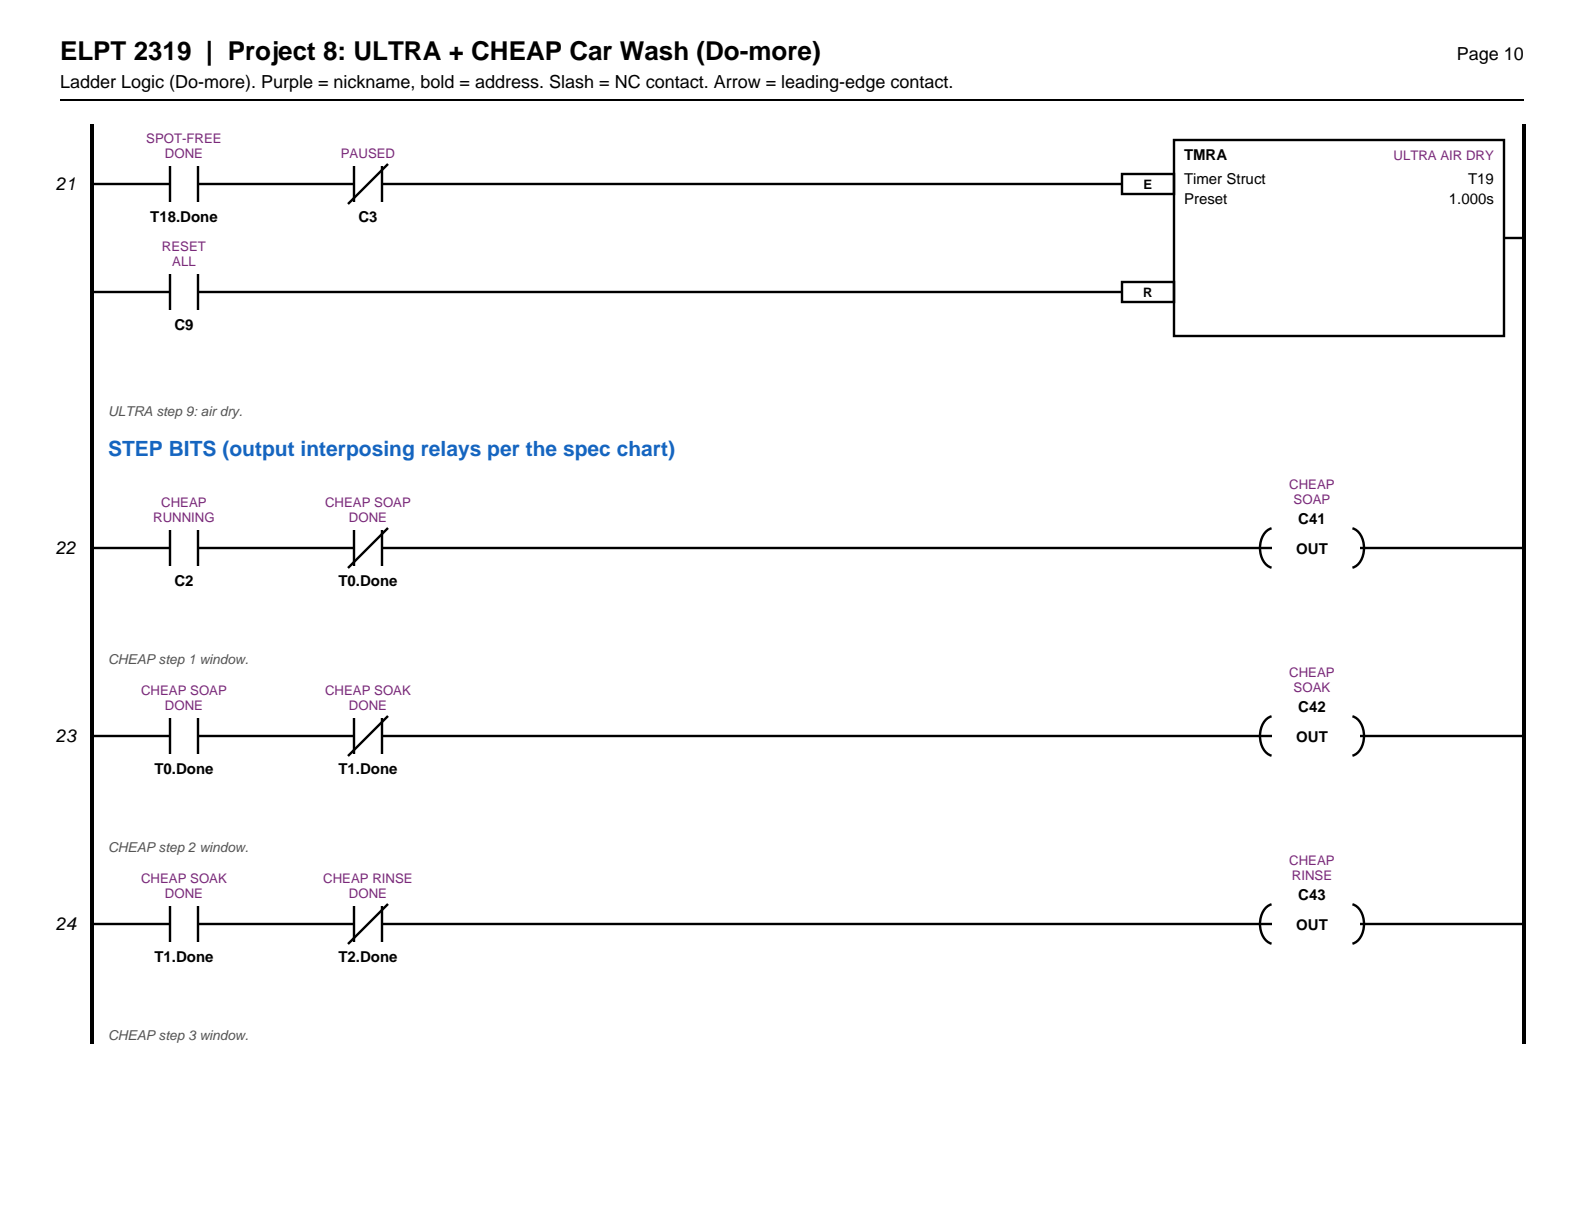 ELPT 2319 | Project 8: ULTRA + CHEAP Car Wash (Do-more)
Page 10
Ladder Logic (Do-more). Purple = nickname, bold = address. Slash = NC contact. Arrow = leading-edge contact.
SPOT-FREE
DONE
PAUSED
21
T18.Done
C3
E
TMRA
ULTRA AIR DRY
Timer Struct
T19
Preset
1.000s
RESET
ALL
C9
R
ULTRA step 9: air dry.
STEP BITS (output interposing relays per the spec chart)
CHEAP
RUNNING
CHEAP SOAP
DONE
CHEAP
SOAP
C41
22
OUT
C2
T0.Done
CHEAP step 1 window.
CHEAP SOAP
DONE
CHEAP SOAK
DONE
CHEAP
SOAK
C42
23
OUT
T0.Done
T1.Done
CHEAP step 2 window.
CHEAP SOAK
DONE
CHEAP RINSE
DONE
CHEAP
RINSE
C43
24
OUT
T1.Done
T2.Done
CHEAP step 3 window.